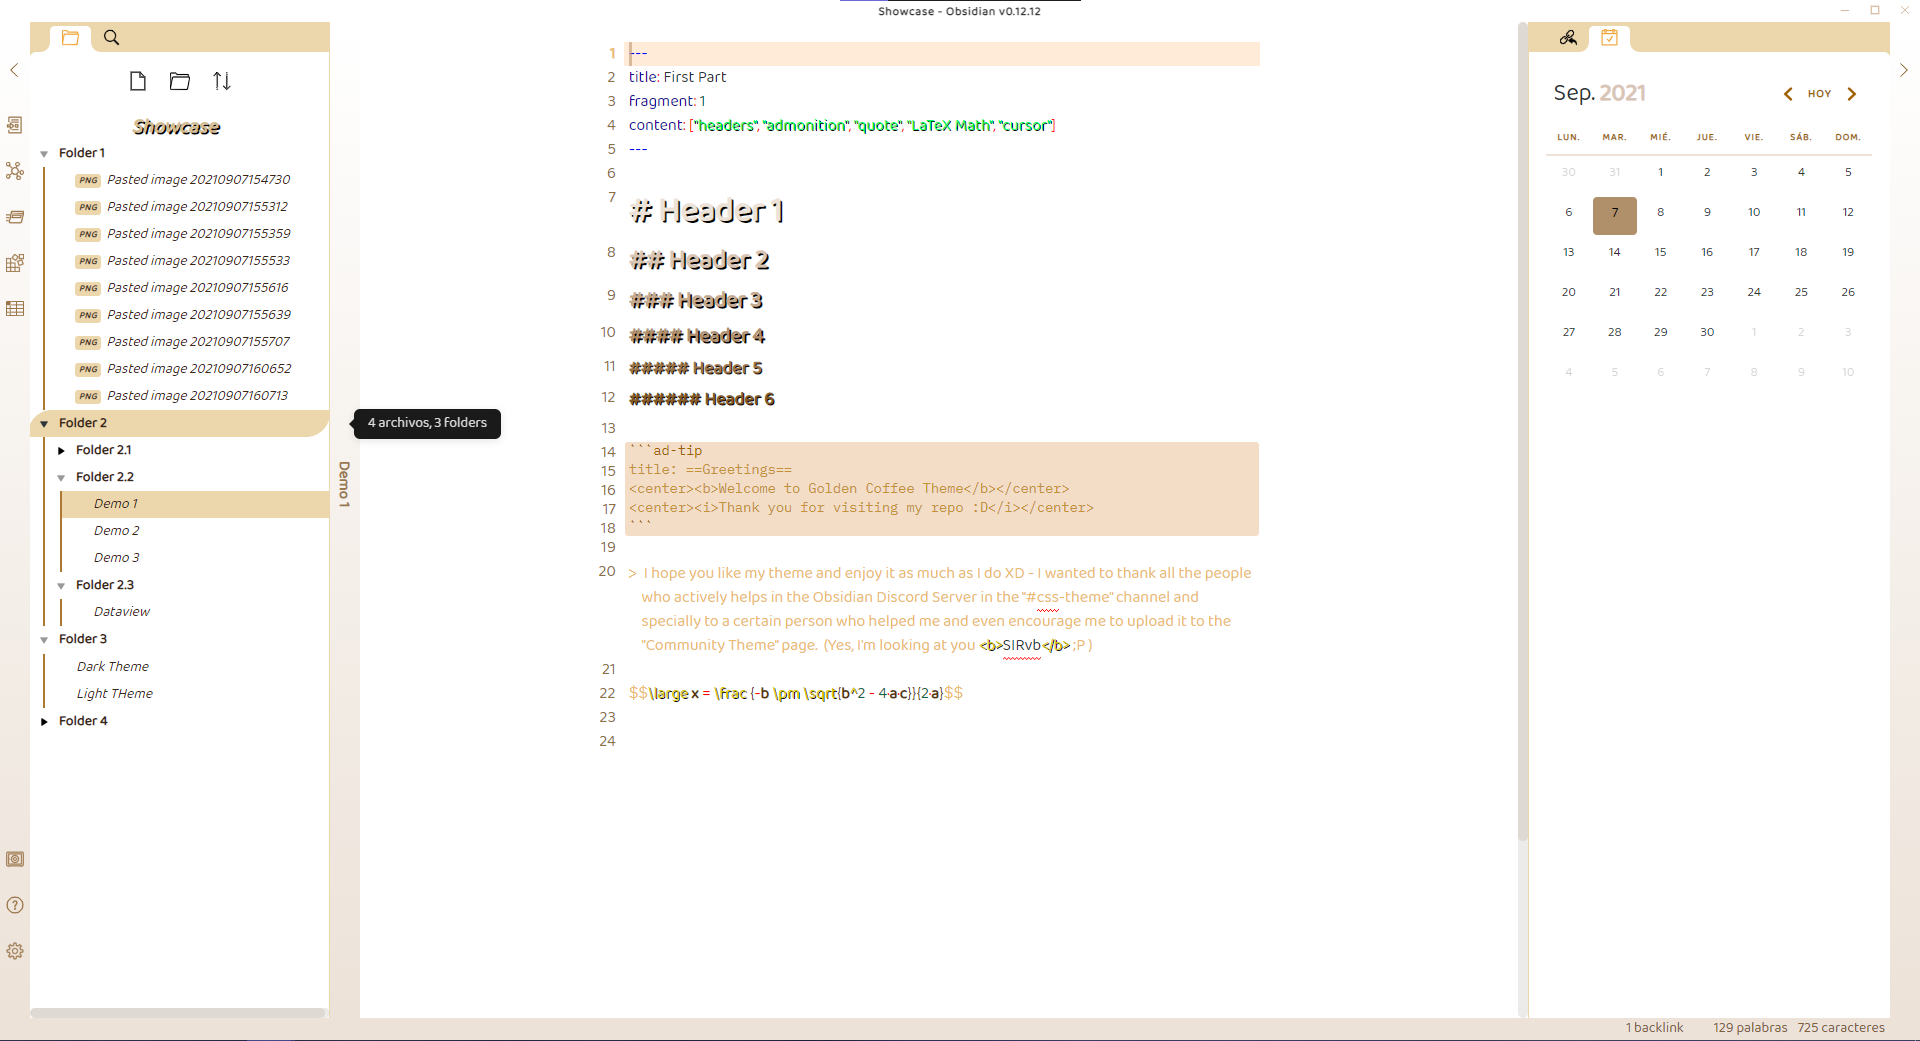 Showcase - Obsidian v0.12.12
Showcase
Folder 1
PNG Pasted image 20210907154730
PNG Pasted image 20210907155312
PNG Pasted image 20210907155359
PNG Pasted image 20210907155533
PNG Pasted image 20210907155616
PNG Pasted image 20210907155639
PNG Pasted image 20210907155707
PNG Pasted image 20210907160652
PNG Pasted image 20210907160713
Folder 2
Folder 2.1
Folder 2.2
Demo 1
Demo 2
Demo 3
Folder 2.3
Dataview
Folder 3
Dark Theme
Light THeme
Folder 4
4 archivos, 3 folders
Demo 1
1 ---
2 title: First Part
3 fragment: 1
4 content: ["headers", "admonition", "quote", "LaTeX Math", "cursor"]
5 ---
6
7 # Header 1
8 ## Header 2
9 ### Header 3
10 #### Header 4
11 ##### Header 5
12 ###### Header 6
13
14 ```ad-tip
15 title: ==Greetings==
16 <center><b>Welcome to Golden Coffee Theme</b></center>
17 <center><i>Thank you for visiting my repo :D</i></center>
18 ```
19
20 > I hope you like my theme and enjoy it as much as I do XD - I wanted to thank all the people
who actively helps in the Obsidian Discord Server in the "#css-theme" channel and
specially to a certain person who helped me and even encourage me to upload it to the
"Community Theme" page. (Yes, I'm looking at you <b>SIRvb</b> ;P )
21
22 $$\large x = \frac {-b \pm \sqrt{b^2 - 4·a·c}}{2·a}$$
23
24
Sep. 2021
HOY
LUN. MAR. MIÉ. JUE. VIE. SÁB. DOM.
30 31 1 2 3 4 5
6 7 8 9 10 11 12
13 14 15 16 17 18 19
20 21 22 23 24 25 26
27 28 29 30 1 2 3
4 5 6 7 8 9 10
1 backlink 129 palabras 725 caracteres